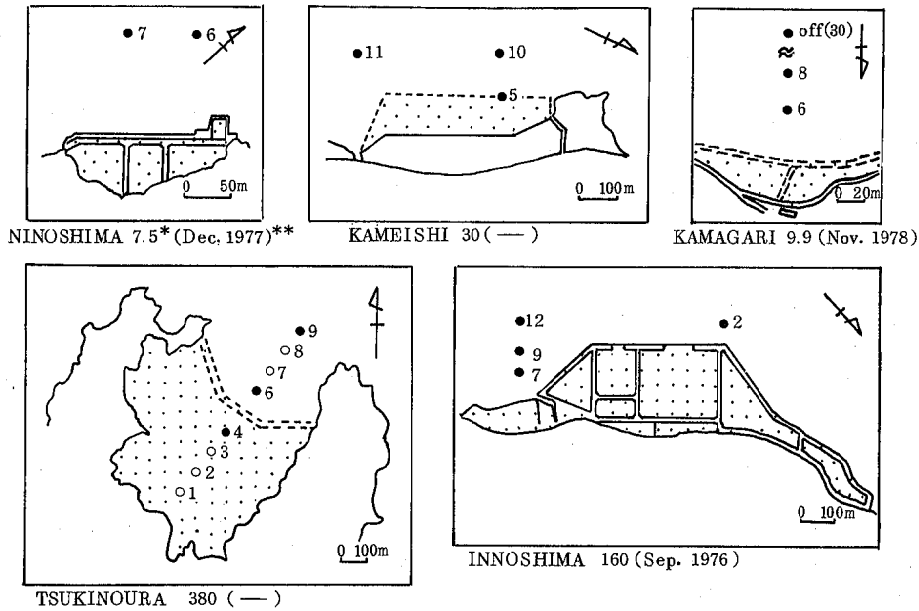 7 6
0 50m
NINOSHIMA 7.5* (Dec, 1977)**
11 10
5
0 100m
KAMEISHI 30 (—)
off(30)
8
6
0 20m
KAMAGARI 9.9 (Nov. 1978)
9
8
7
6
4
3
2
1
0 100m
TSUKINOURA 380 (—)
12 2
9
7
0 100m
INNOSHIMA 160 (Sep. 1976)